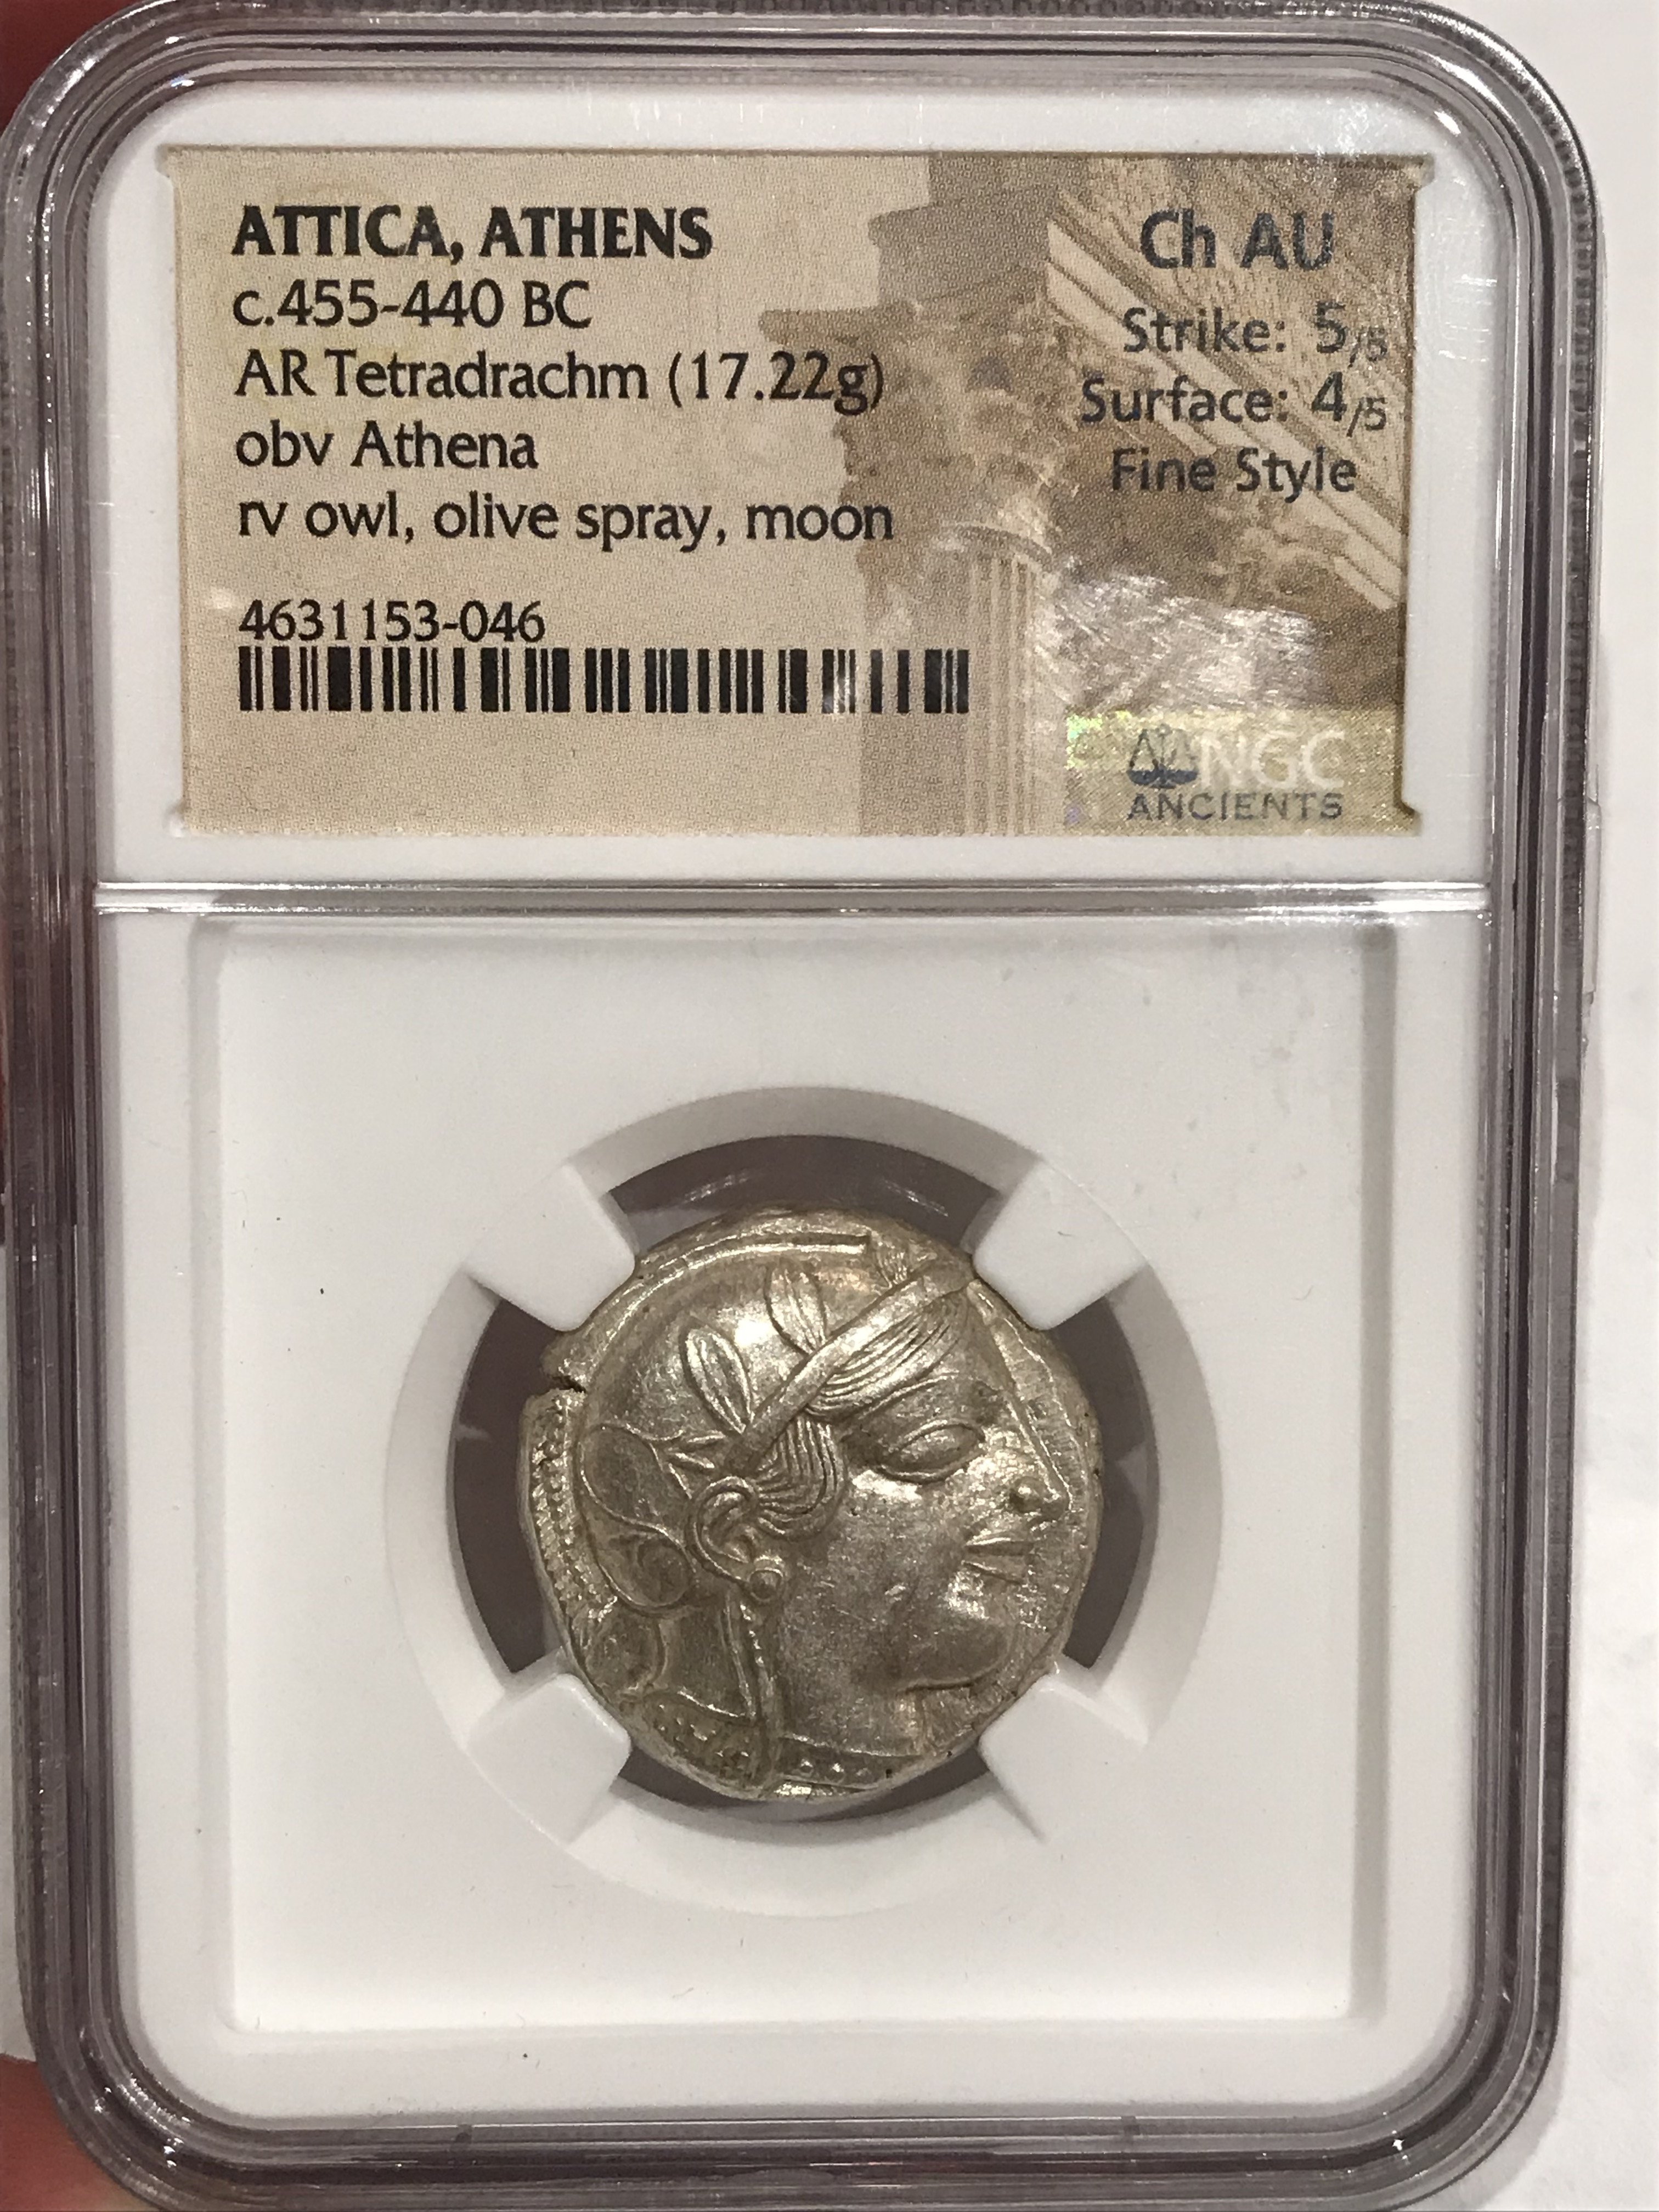 ATTICA, ATHENS
c.455-440 BC
AR Tetradrachm (17.22g)
obv Athena
rv owl, olive spray, moon
4631153-046
Ch AU
Strike: 5/5
Surface: 4/5
Fine Style
NGC
ANCIENTS